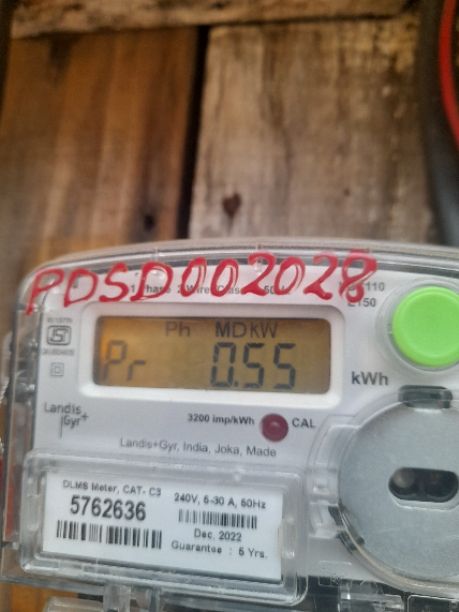 PDSD002028
Ph MDKW
Pr 0.55
kWh
Landis
Gyr+
3200 imp/kWh
CAL
Landis+Gyr, India, Joka, Made
DLMS Meter, CAT- C3
5762636
240V, 5-30 A, 50Hz
Dec, 2022
Guarantee : 5 Yrs.